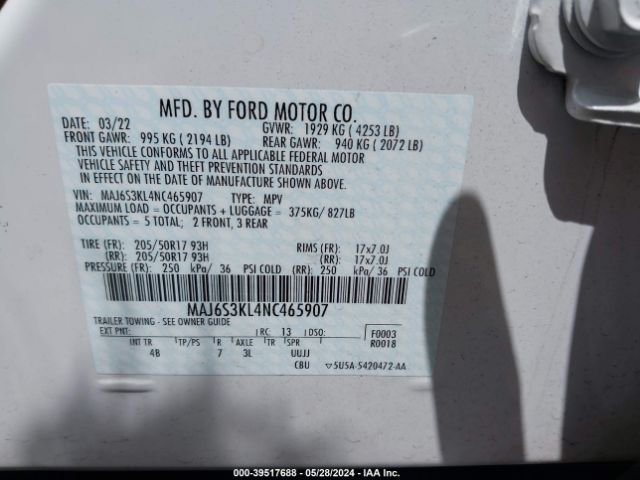 MFD. BY FORD MOTOR CO.
DATE: 03/22 GVWR: 1929 KG ( 4253 LB)
FRONT GAWR: 995 KG ( 2194 LB) REAR GAWR: 940 KG ( 2072 LB)
THIS VEHICLE CONFORMS TO ALL APPLICABLE FEDERAL MOTOR
VEHICLE SAFETY AND THEFT PREVENTION STANDARDS
IN EFFECT ON THE DATE OF MANUFACTURE SHOWN ABOVE.
VIN: MAJ6S3KL4NC465907 TYPE: MPV
MAXIMUM LOAD = OCCUPANTS + LUGGAGE = 375KG/ 827LB
OCCUPANTS = 5 TOTAL; 2 FRONT, 3 REAR
TIRE (FR): 205/50R17 93H RIMS (FR): 17x7.0J
(RR): 205/50R17 93H (RR): 17x7.0J
PRESSURE (FR): 250 kPa/ 36 PSI COLD (RR): 250 kPa/ 36 PSI COLD
MAJ6S3KL4NC465907
TRAILER TOWING - SEE OWNER GUIDE
EXT PNT: RC: 13 DSO: F0003
R0018
INT TR TP/PS R AXLE TR SPR
4B 7 3L UUJJ
CBU ▽5U5A-5420472-AA
000-39517688 - 05/28/2024 - IAA Inc.